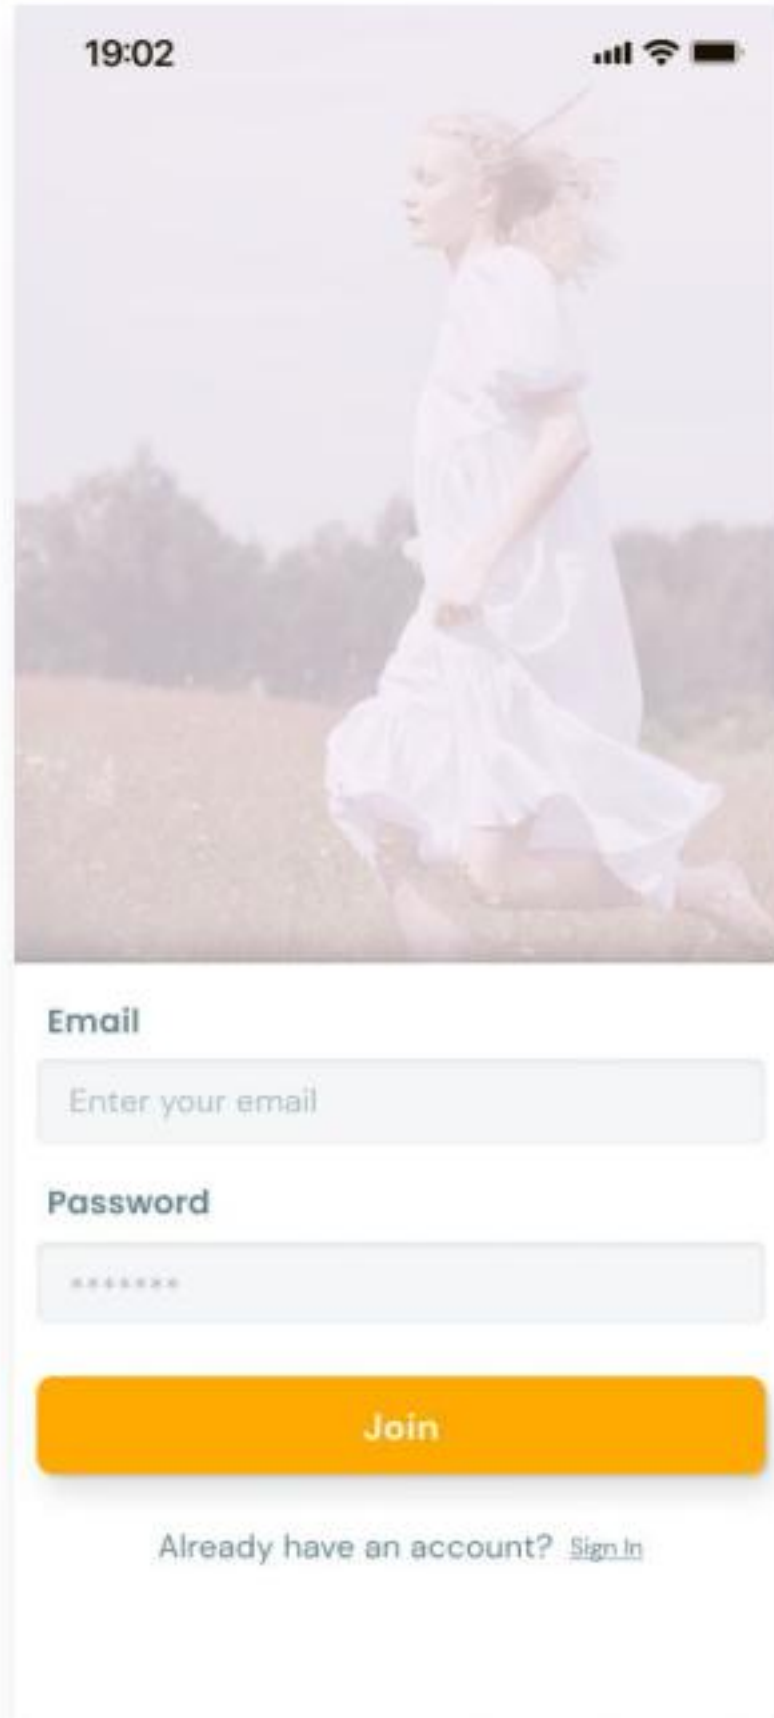 19:02
Email
Enter your email
Password
*******
Join
Already have an account? Sign In